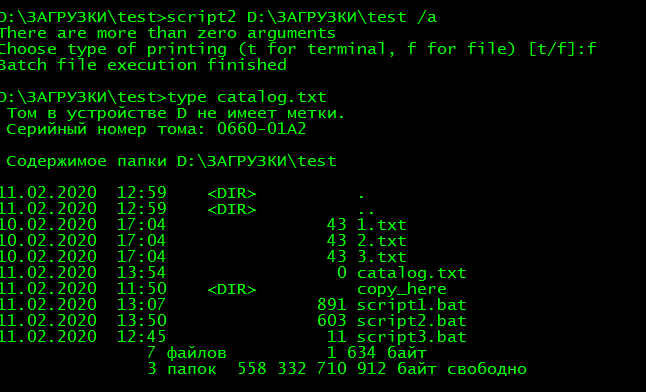 D:\ЗАГРУЗКИ\test>script2 D:\ЗАГРУЗКИ\test /a
There are more than zero arguments
Choose type of printing (t for terminal, f for file) [t/f]:f
Batch file execution finished
D:\ЗАГРУЗКИ\test>type catalog.txt
Том в устройстве D не имеет метки.
Серийный номер тома: 0660-01A2
Содержимое папки D:\ЗАГРУЗКИ\test
11.02.2020 12:59 <DIR> .
11.02.2020 12:59 <DIR> ..
10.02.2020 17:04 43 1.txt
10.02.2020 17:04 43 2.txt
10.02.2020 17:04 43 3.txt
11.02.2020 13:54 0 catalog.txt
11.02.2020 11:50 <DIR> copy_here
11.02.2020 13:07 891 script1.bat
11.02.2020 13:50 603 script2.bat
11.02.2020 12:45 11 script3.bat
7 файлов 1 634 байт
3 папок 558 332 710 912 байт свободно